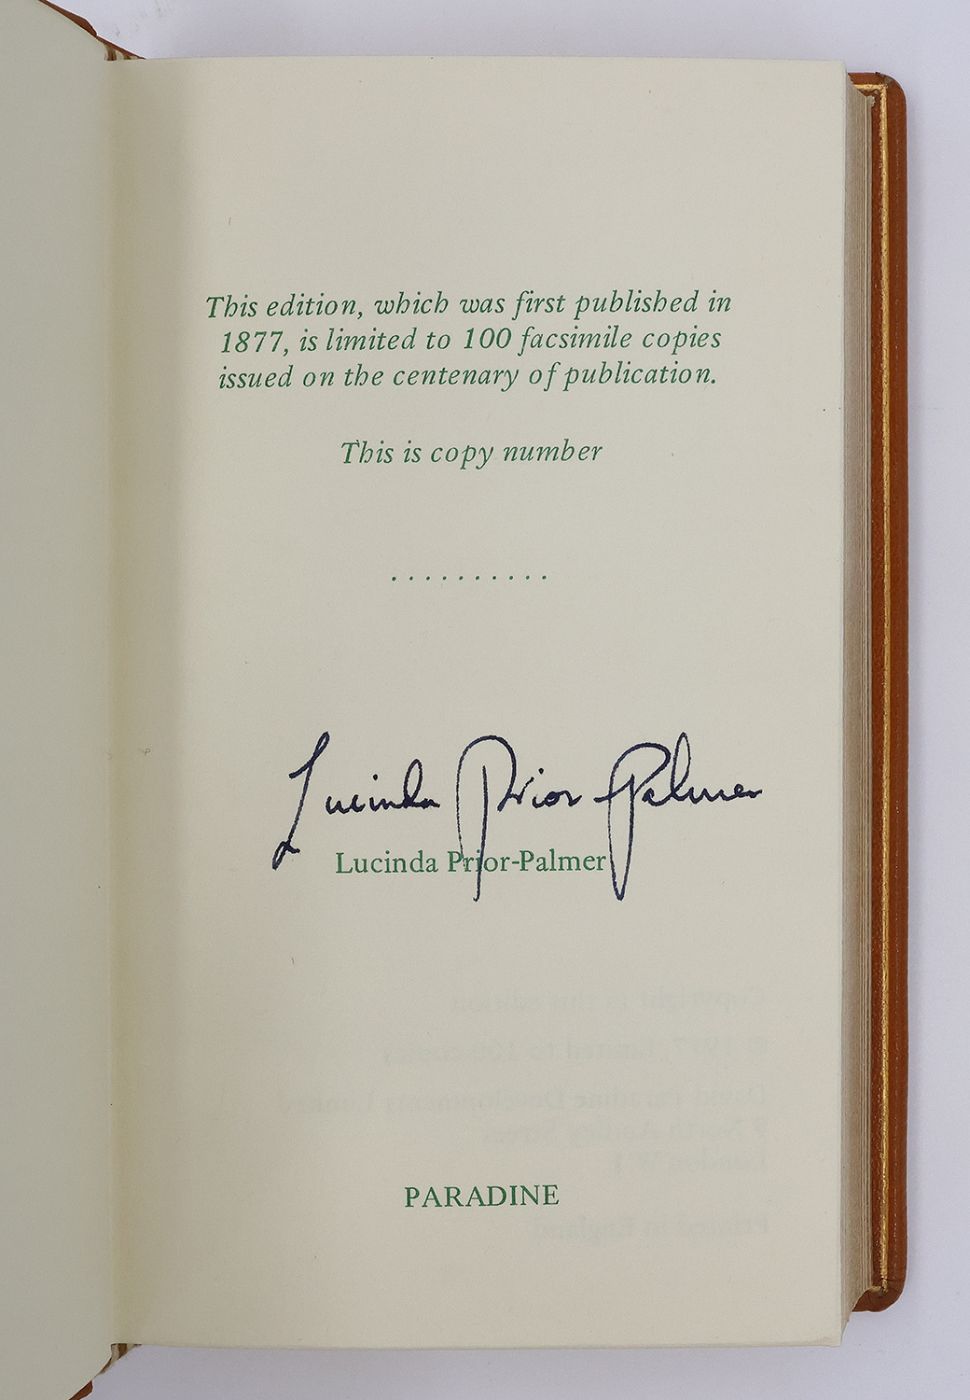 This edition, which was first published in
1877, is limited to 100 facsimile copies
issued on the centenary of publication.
This is copy number
..........
Lucinda Prior-Palmer
Lucinda Prior-Palmer
PARADINE